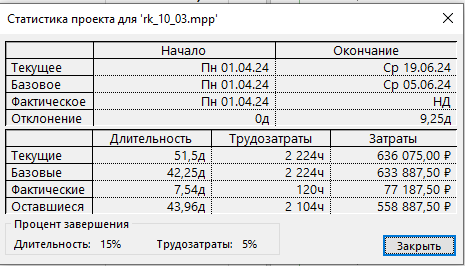 Статистика проекта для 'rk_10_03.mpp'
Начало Окончание
Текущее Пн 01.04.24 Ср 19.06.24
Базовое Пн 01.04.24 Ср 05.06.24
Фактическое Пн 01.04.24 НД
Отклонение 0д 9,25д
Длительность Трудозатраты Затраты
Текущие 51,5д 2 224ч 636 075,00 ₽
Базовые 42,25д 2 224ч 633 887,50 ₽
Фактические 7,54д 120ч 77 187,50 ₽
Оставшиеся 43,96д 2 104ч 558 887,50 ₽
Процент завершения
Длительность: 15% Трудозатраты: 5% Закрыть